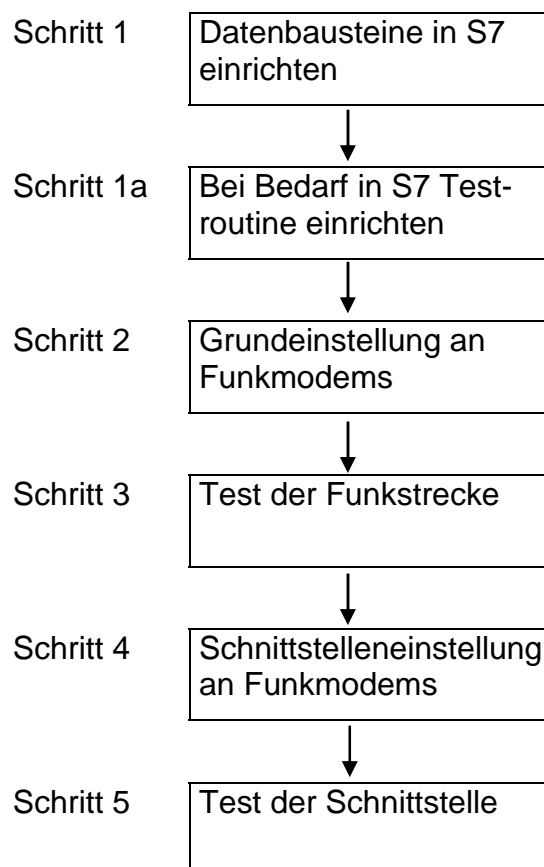 Schritt 1 Datenbausteine in S7
einrichten
Schritt 1a Bei Bedarf in S7 Test-
routine einrichten
Schritt 2 Grundeinstellung an
Funkmodems
Schritt 3 Test der Funkstrecke
Schritt 4 Schnittstelleneinstellung
an Funkmodems
Schritt 5 Test der Schnittstelle